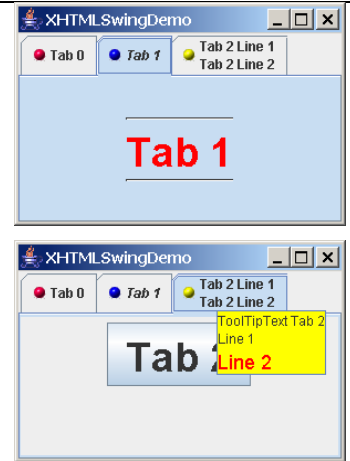 XHTMLSwingDemo
Tab 0
Tab 1
Tab 2 Line 1
Tab 2 Line 2
Tab 1
XHTMLSwingDemo
Tab 0
Tab 1
Tab 2 Line 1
Tab 2 Line 2
ToolTipText Tab 2
Line 1
Line 2
Tab